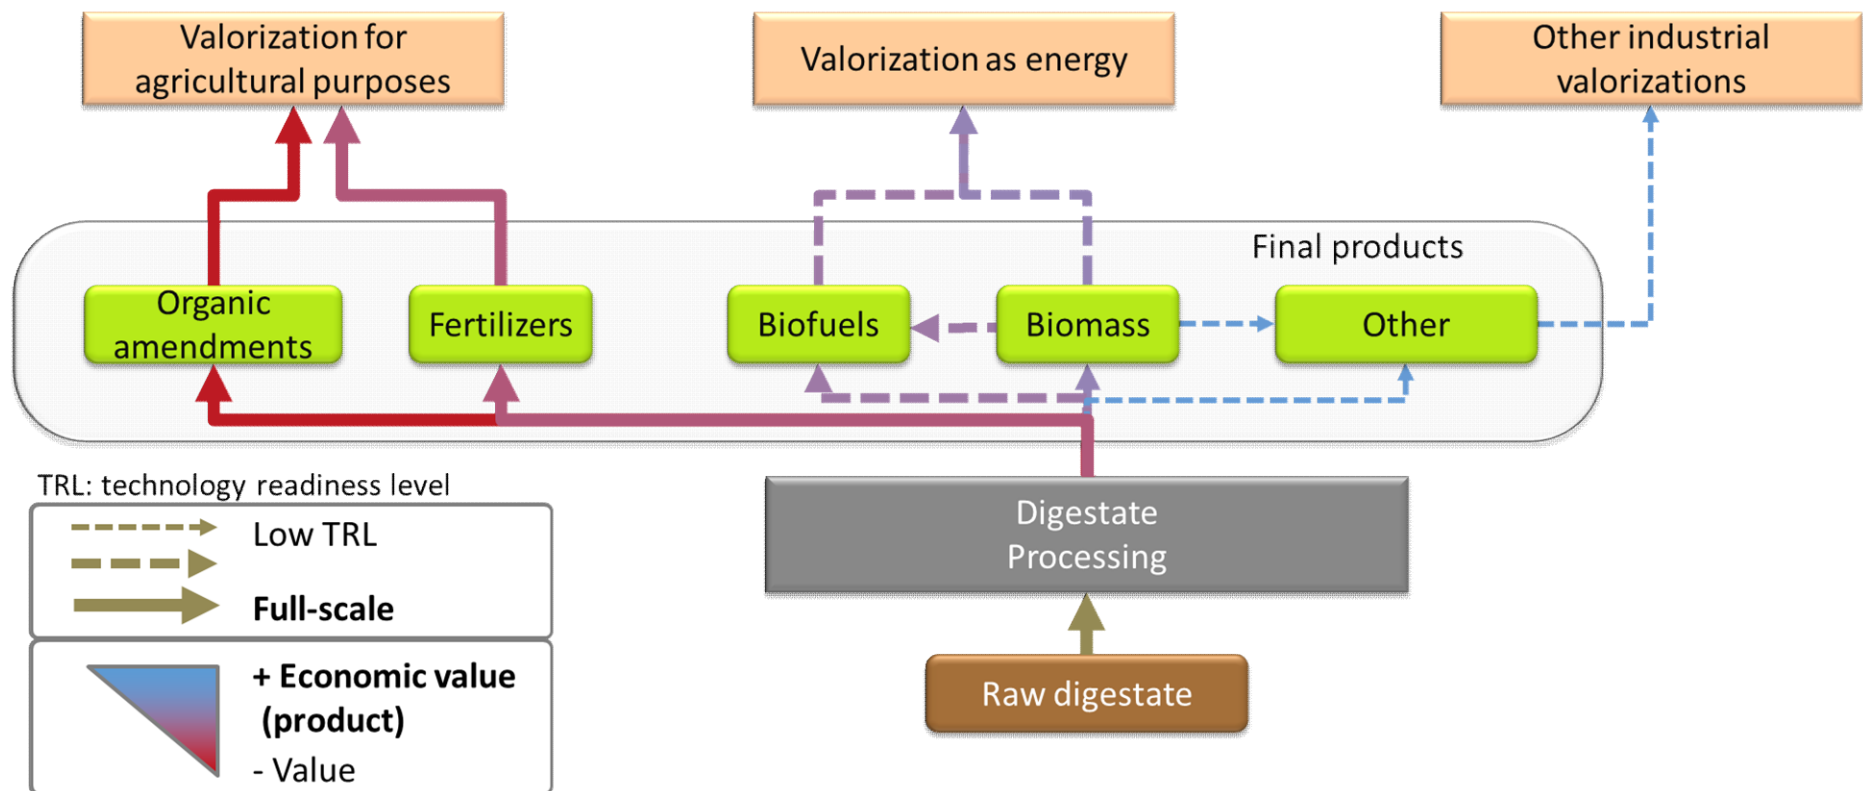 Valorization for
agricultural purposes
Valorization as energy
Other industrial
valorizations
Final products
Organic
amendments
Fertilizers
Biofuels
Biomass
Other
TRL: technology readiness level
Low TRL
Full-scale
+ Economic value
(product)
- Value
Digestate
Processing
Raw digestate